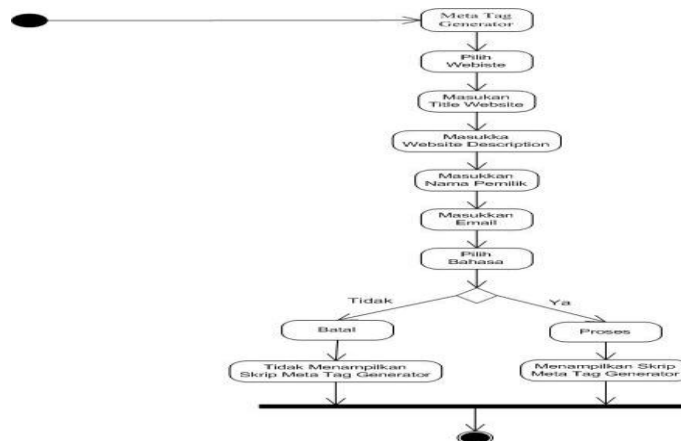 Meta Tag
Generator
Pilih
Webiste
Masukan
Title Website
Masukka
Website Description
Masukkan
Nama Pemilik
Masukkan
Email
Pilih
Bahasa
Tidak
Ya
Batal
Proses
Tidak Menampilkan
Skrip Meta Tag Generator
Menampilkan Skrip
Meta Tag Generator